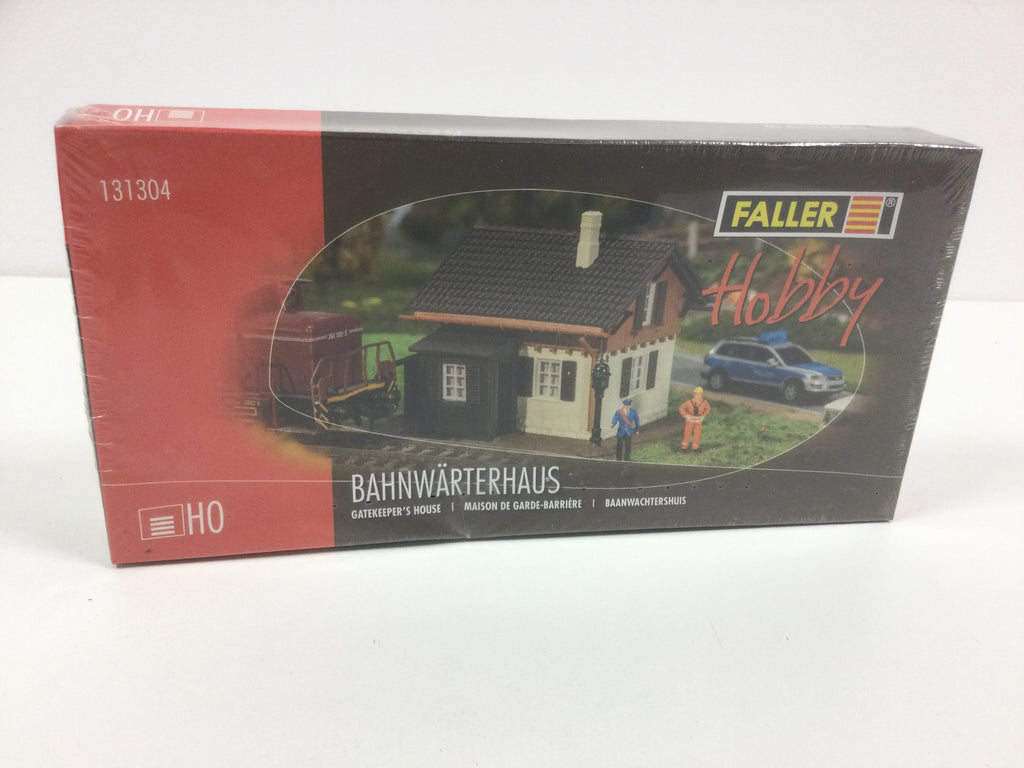 HO
131304
FALLER®
Hobby
BAHNWÄRTERHAUS
GATEKEEPER'S HOUSE | MAISON DE GARDE-BARRIÈRE | BAANWACHTERSHUIS
HO